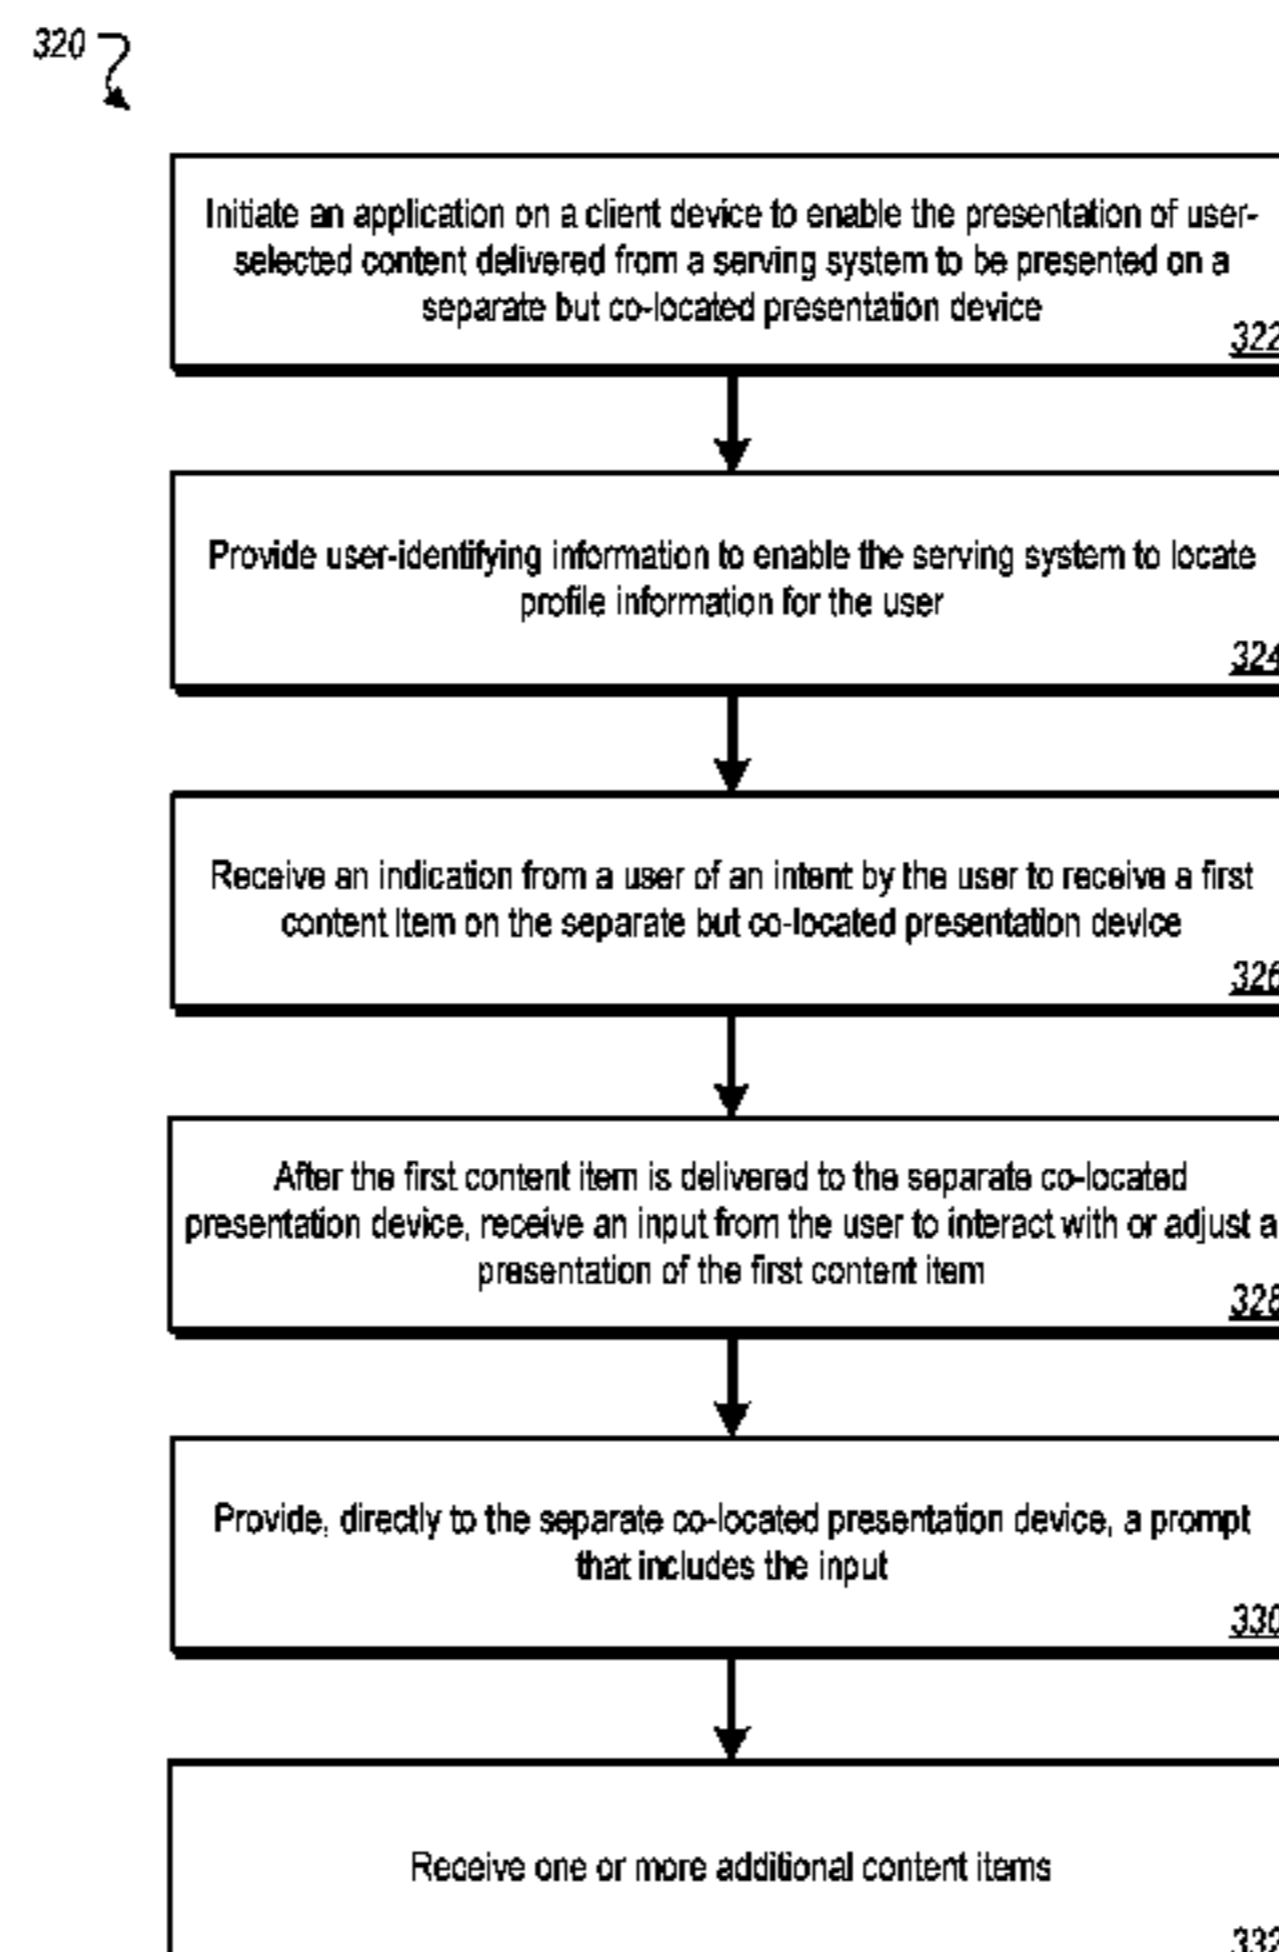 320
Initiate an application on a client device to enable the presentation of user-
selected content delivered from a serving system to be presented on a
separate but co-located presentation device
322
Provide user-identifying information to enable the serving system to locate
profile information for the user
324
Receive an indication from a user of an intent by the user to receive a first
content item on the separate but co-located presentation device
326
After the first content item is delivered to the separate co-located
presentation device, receive an input from the user to interact with or adjust a
presentation of the first content item
328
Provide, directly to the separate co-located presentation device, a prompt
that includes the input
330
Receive one or more additional content items
332